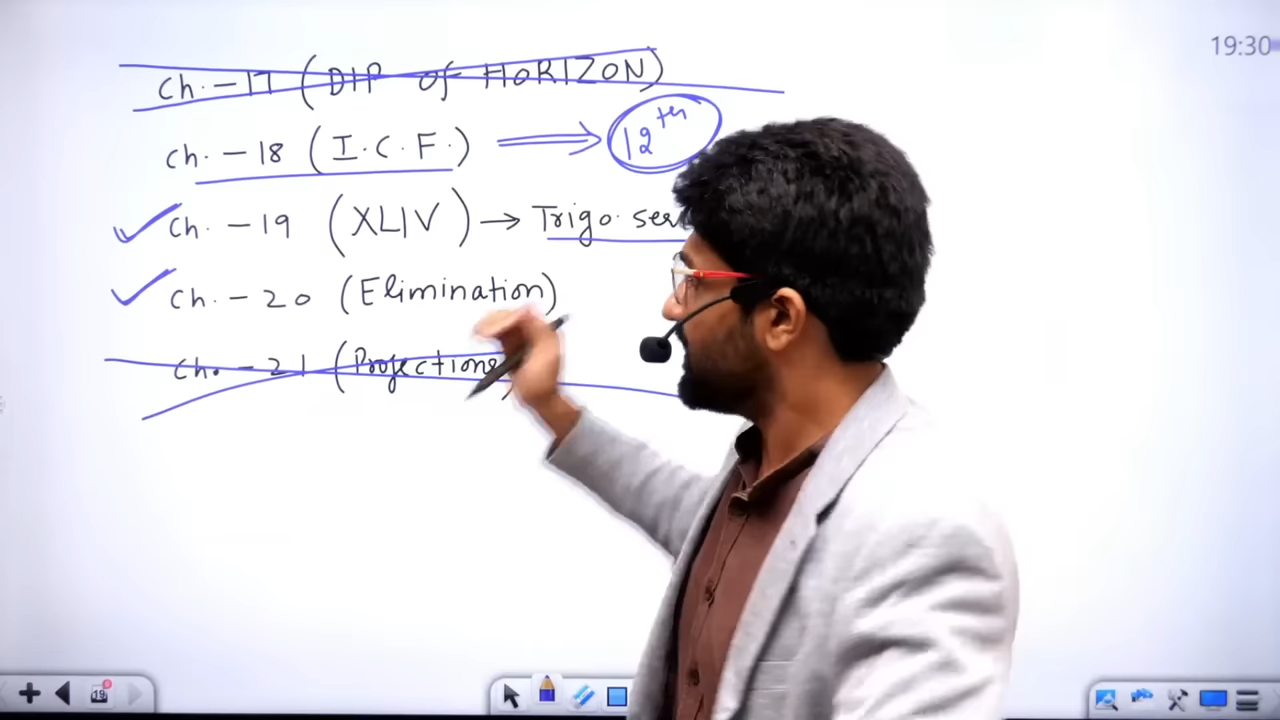 19:30
Ch.-17 (DIP of HORIZON)
Ch.-18 (I.C.F.) ⟹ 12th
Ch.-19 (XLIV) → Trigo. ser
Ch.-20 (Elimination)
Ch.-21 (Projections)
19